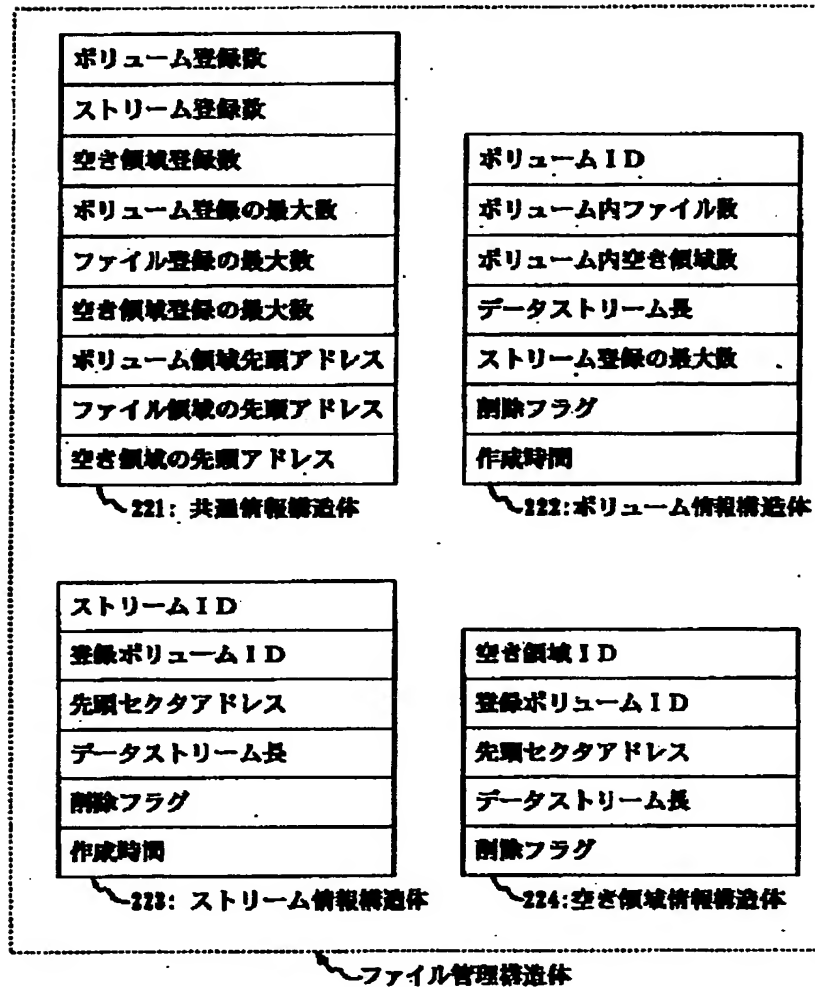 ボリューム登録数
ストリーム登録数
空き領域登録数
ボリューム登録の最大数
ファイル登録の最大数
空き領域登録の最大数
ボリューム領域先頭アドレス
ファイル領域の先頭アドレス
空き領域の先頭アドレス
221: 共通情報構造体
ボリュームID
ボリューム内ファイル数
ボリューム内空き領域数
データストリーム長
ストリーム登録の最大数
削除フラグ
作成時間
222:ボリューム情報構造体
ストリームID
登録ボリュームID
先頭セクタアドレス
データストリーム長
削除フラグ
作成時間
223: ストリーム情報構造体
空き領域ID
登録ボリュームID
先頭セクタアドレス
データストリーム長
削除フラグ
224:空き領域情報構造体
ファイル管理構造体